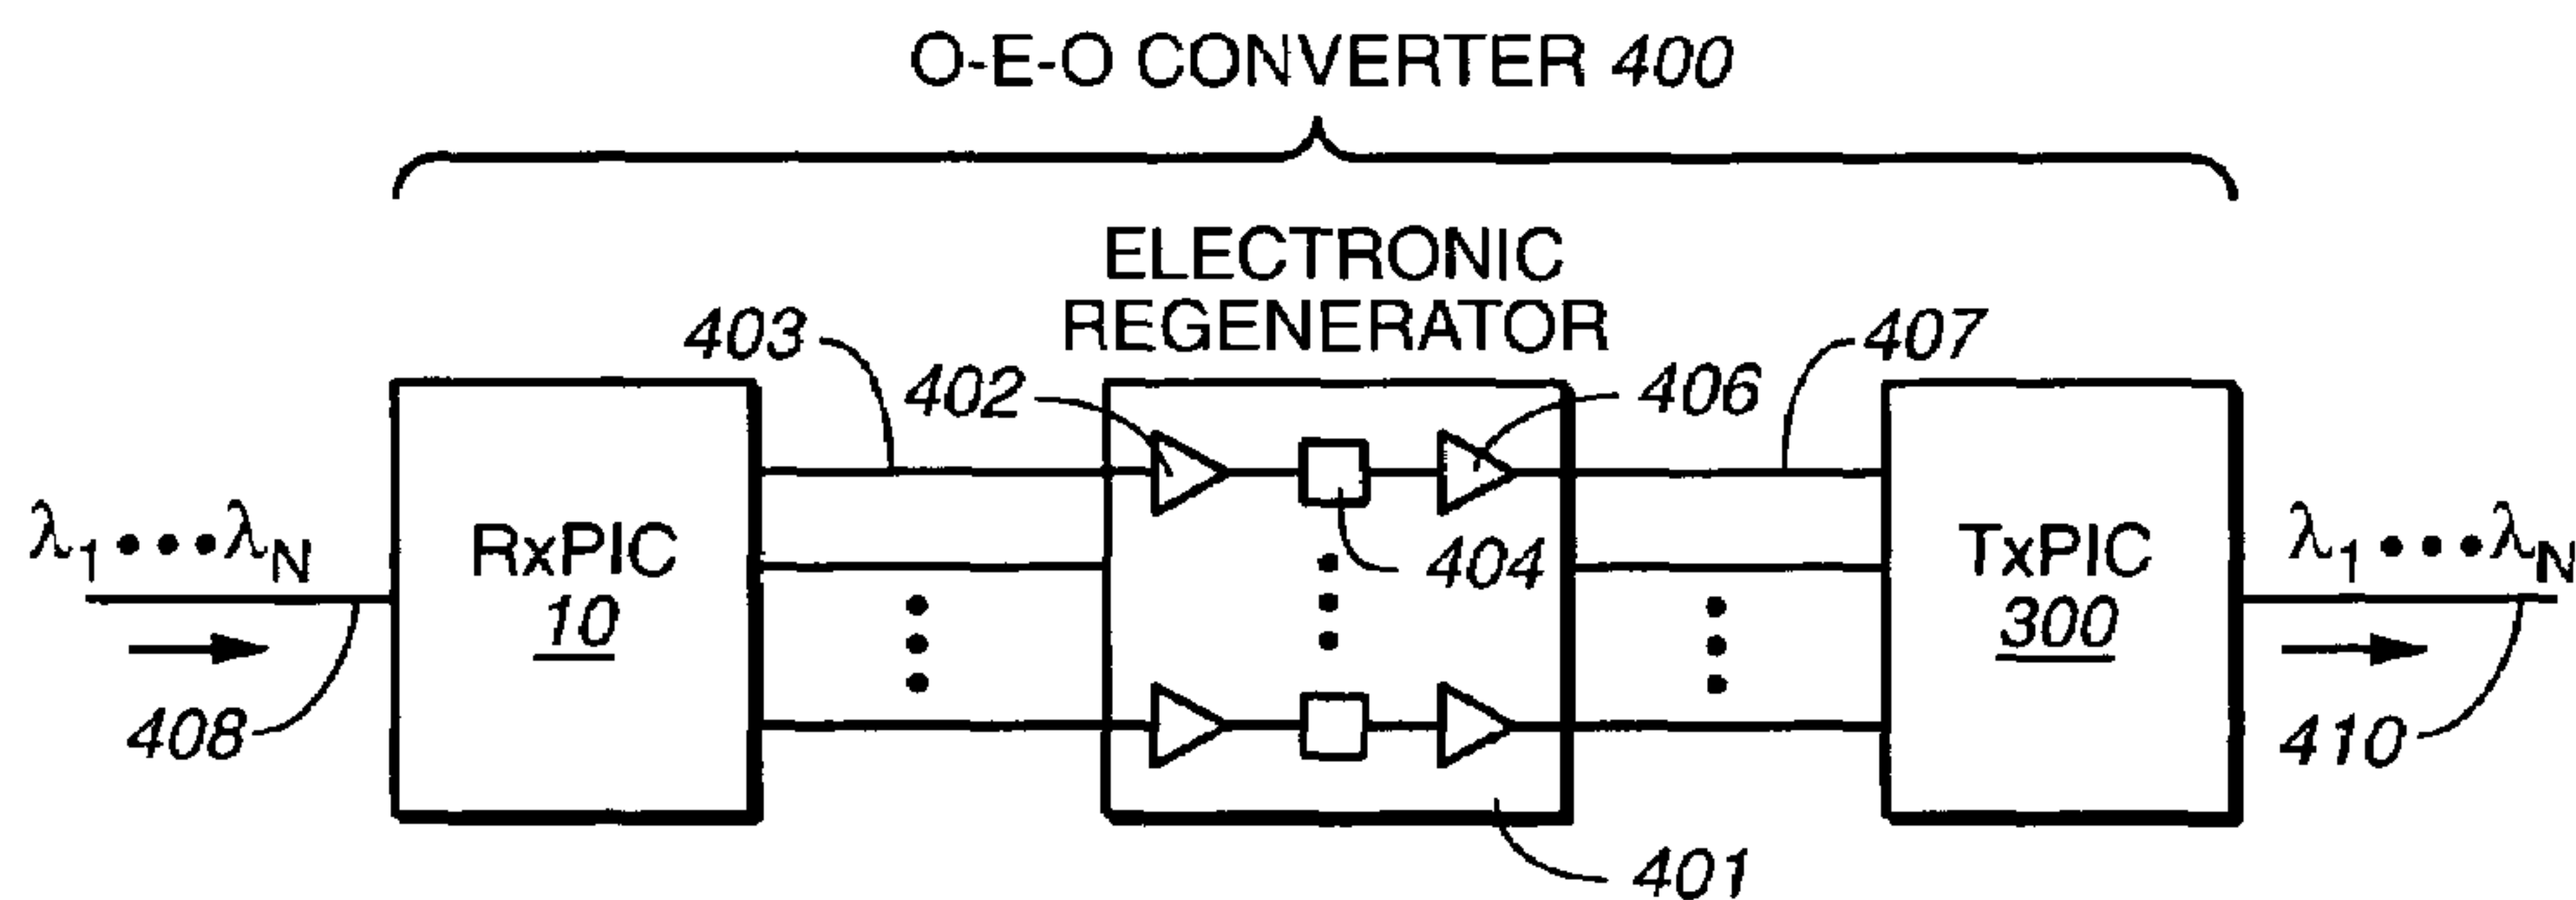 O-E-O CONVERTER 400
ELECTRONIC
REGENERATOR
403
402
406
407
λ1•••λN
RxPIC
10
404
TxPIC
300
λ1•••λN
408
410
401